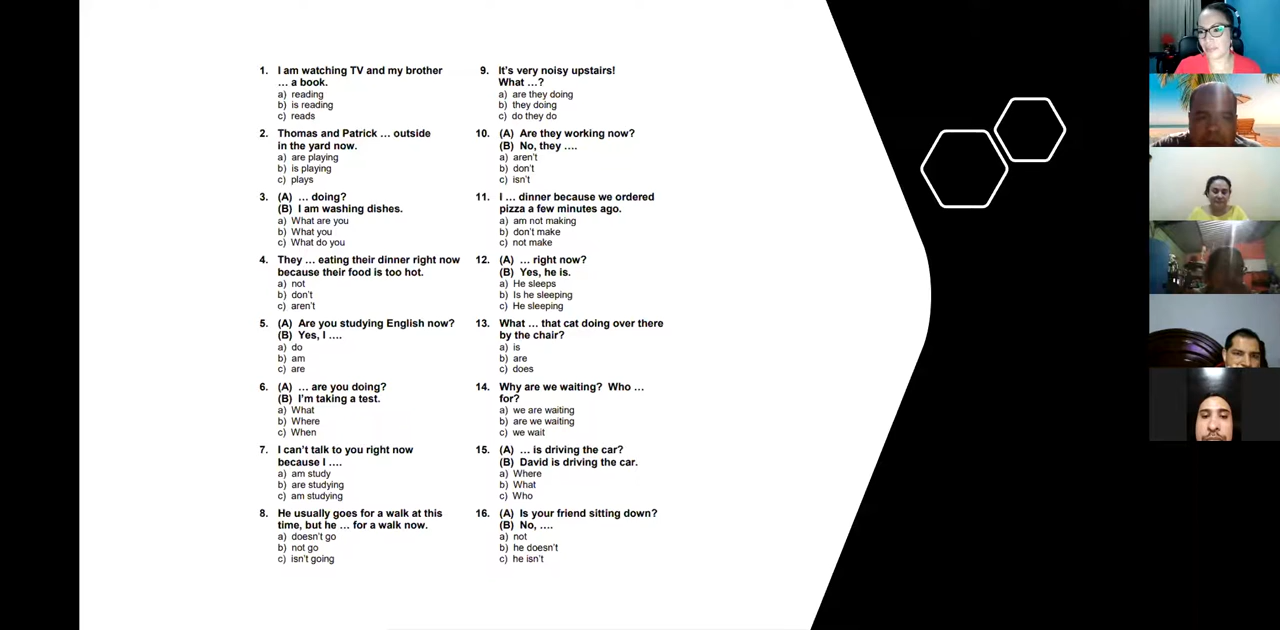 1. I am watching TV and my brother
… a book.
a) reading
b) is reading
c) reads
2. Thomas and Patrick … outside
in the yard now.
a) are playing
b) is playing
c) plays
3. (A) … doing?
(B) I am washing dishes.
a) What are you
b) What you
c) What do you
4. They … eating their dinner right now
because their food is too hot.
a) not
b) don't
c) aren't
5. (A) Are you studying English now?
(B) Yes, I ….
a) do
b) am
c) are
6. (A) … are you doing?
(B) I'm taking a test.
a) What
b) Where
c) When
7. I can't talk to you right now
because I ….
a) am study
b) are studying
c) am studying
8. He usually goes for a walk at this
time, but he … for a walk now.
a) doesn't go
b) not go
c) isn't going
9. It's very noisy upstairs!
What …?
a) are they doing
b) they doing
c) do they do
10. (A) Are they working now?
(B) No, they ….
a) aren't
b) don't
c) isn't
11. I … dinner because we ordered
pizza a few minutes ago.
a) am not making
b) don't make
c) not make
12. (A) … right now?
(B) Yes, he is.
a) He sleeps
b) Is he sleeping
c) He sleeping
13. What … that cat doing over there
by the chair?
a) is
b) are
c) does
14. Why are we waiting? Who …
for?
a) we are waiting
b) are we waiting
c) we wait
15. (A) … is driving the car?
(B) David is driving the car.
a) Where
b) What
c) Who
16. (A) Is your friend sitting down?
(B) No, ….
a) not
b) he doesn't
c) he isn't